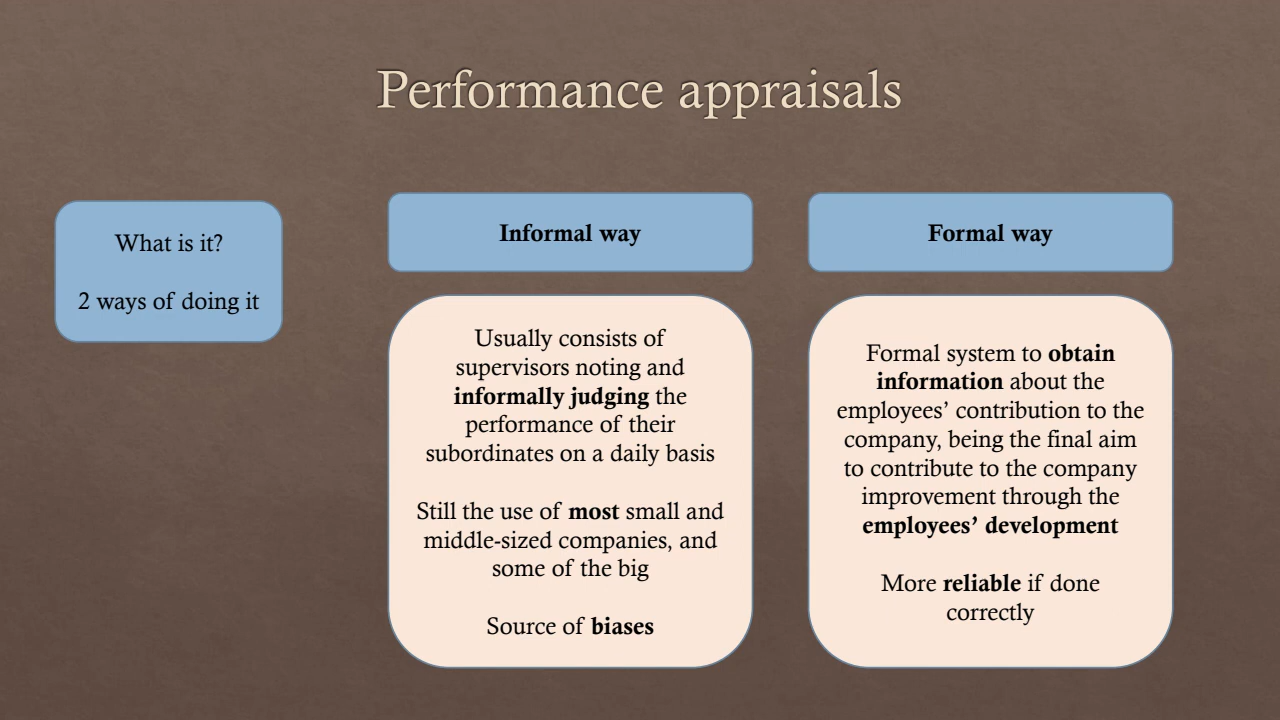 Performance appraisals
What is it?
2 ways of doing it
Informal way
Usually consists of
supervisors noting and
informally judging the
performance of their
subordinates on a daily basis
Still the use of most small and
middle-sized companies, and
some of the big
Source of biases
Formal way
Formal system to obtain
information about the
employees’ contribution to the
company, being the final aim
to contribute to the company
improvement through the
employees’ development
More reliable if done
correctly